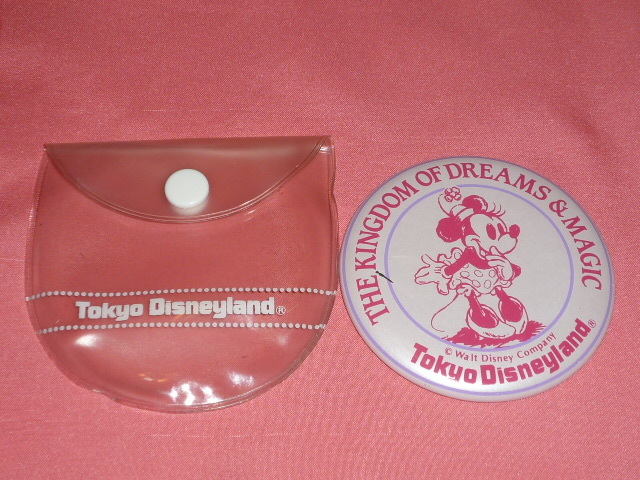 Tokyo Disneyland®
THE KINGDOM OF DREAMS & MAGIC
© Walt Disney Company
Tokyo Disneyland®